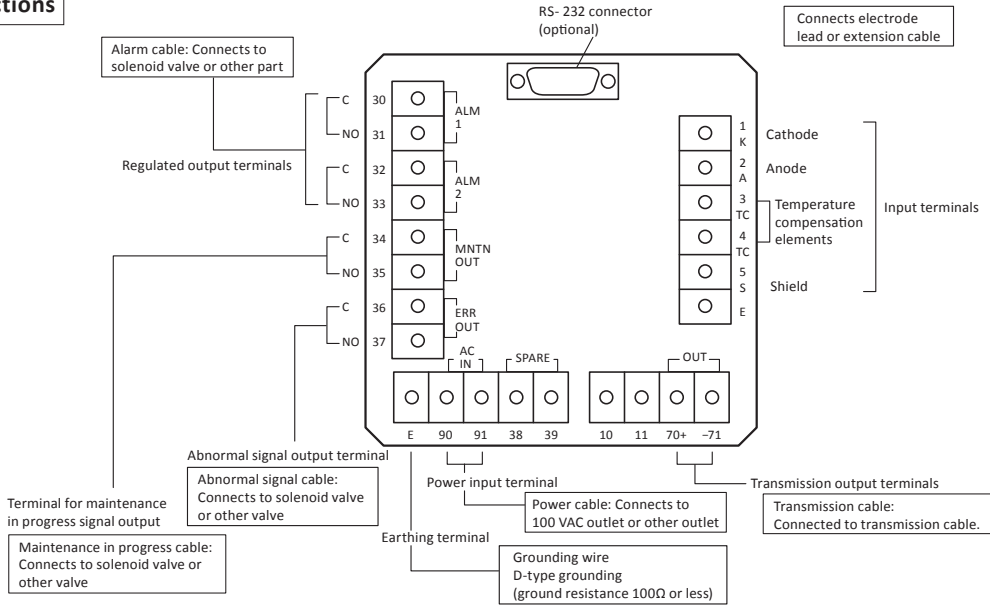 ctions
RS- 232 connector
(optional)
Connects electrode
lead or extension cable
Alarm cable: Connects to
solenoid valve or other part
C 30
ALM
1
NO 31
Regulated output terminals
C 32
ALM
2
NO 33
C 34
MNTN
OUT
NO 35
C 36
ERR
OUT
NO 37
1
K
Cathode
2
A
Anode
3
TC
4
TC
Temperature
compensation
elements
Input terminals
5
S
Shield
E
AC
IN
SPARE
OUT
E 90 91 38 39 10 11 70+ −71
Abnormal signal output terminal
Abnormal signal cable:
Connects to solenoid valve
or other valve
Power input terminal
Power cable: Connects to
100 VAC outlet or other outlet
Transmission output terminals
Transmission cable:
Connected to transmission cable.
Terminal for maintenance
in progress signal output
Maintenance in progress cable:
Connects to solenoid valve or
other valve
Earthing terminal
Grounding wire
D-type grounding
(ground resistance 100Ω or less)